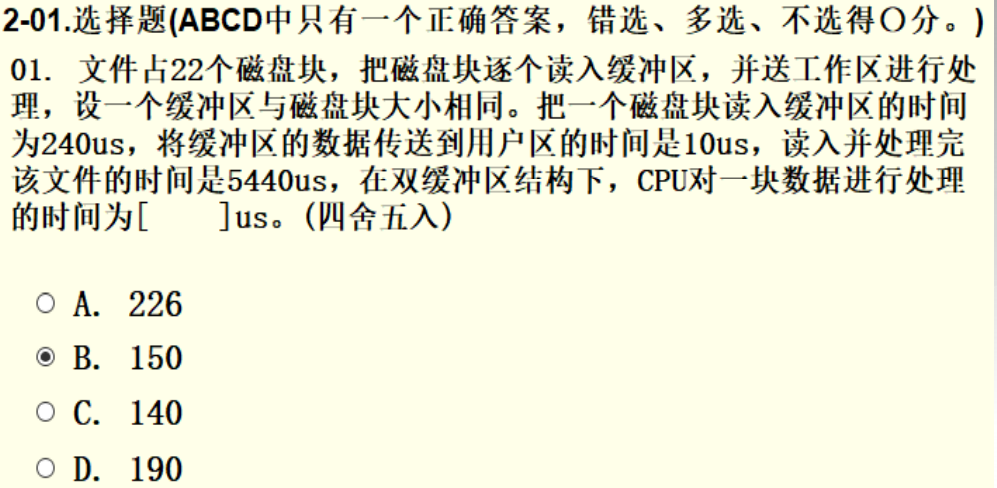 2-01.选择题(ABCD中只有一个正确答案，错选、多选、不选得〇分。)
01. 文件占22个磁盘块，把磁盘块逐个读入缓冲区，并送工作区进行处
理，设一个缓冲区与磁盘块大小相同。把一个磁盘块读入缓冲区的时间
为240us，将缓冲区的数据传送到用户区的时间是10us，读入并处理完
该文件的时间是5440us，在双缓冲区结构下，CPU对一块数据进行处理
的时间为[ ]us。(四舍五入)
A. 226
B. 150
C. 140
D. 190